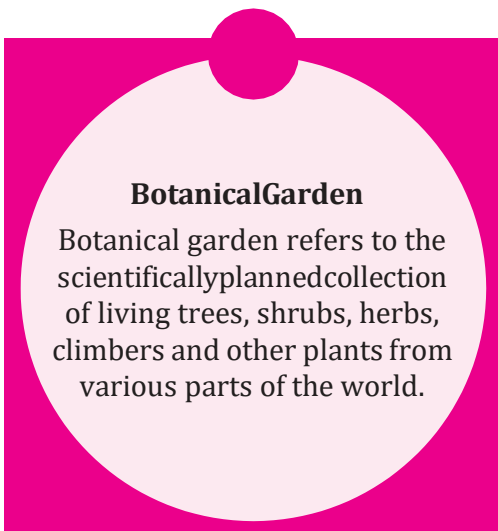 BotanicalGarden
Botanical garden refers to the
scientificallyplannedcollection
of living trees, shrubs, herbs,
climbers and other plants from
various parts of the world.